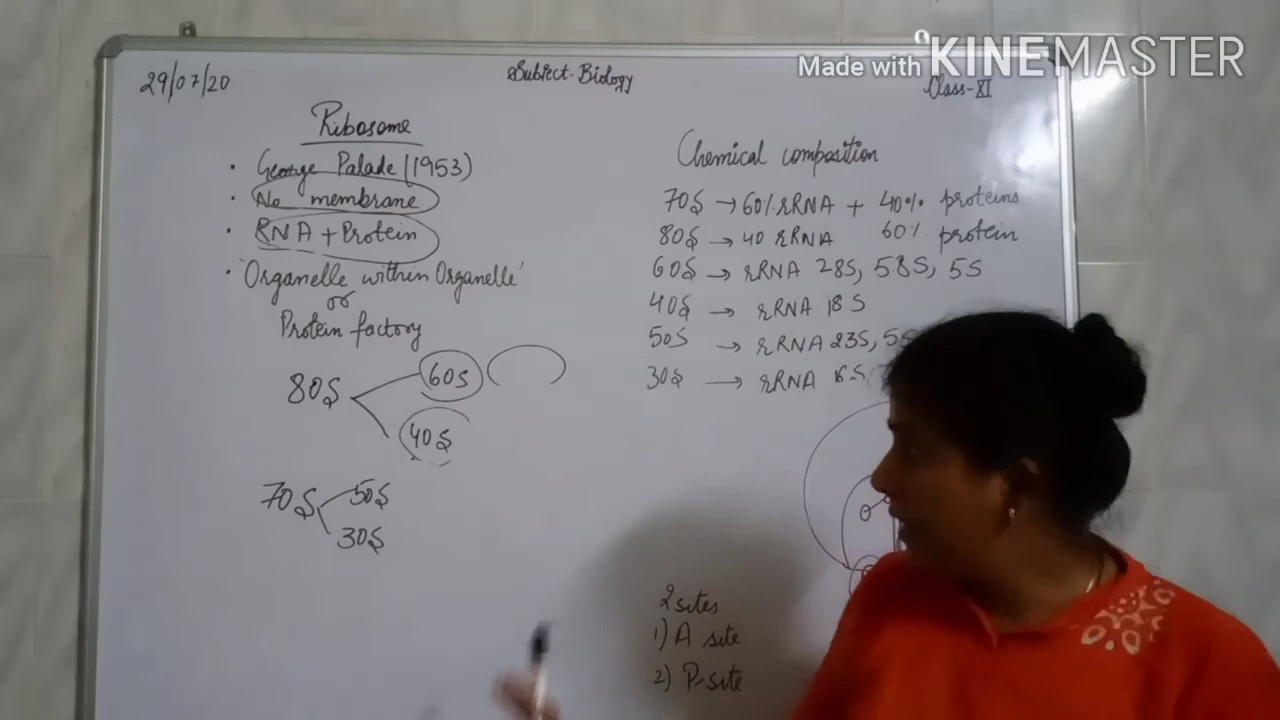 Made with KINEMASTER
29/07/20
Subject-Biology
Class-XI
Ribosome
• George Palade (1953)
• No membrane
• RNA + Protein
• 'Organelle within Organelle'
or
Protein factory
80S
60S
40S
70S
50S
30S
Chemical composition
70S → 60% rRNA + 40% proteins
80S → 40 rRNA 60% protein
60S → rRNA 28S, 58S, 5S
40S → rRNA 18S
50S → rRNA 23S, 5S
30S → rRNA 16S
2 sites
1) A site
2) P-site